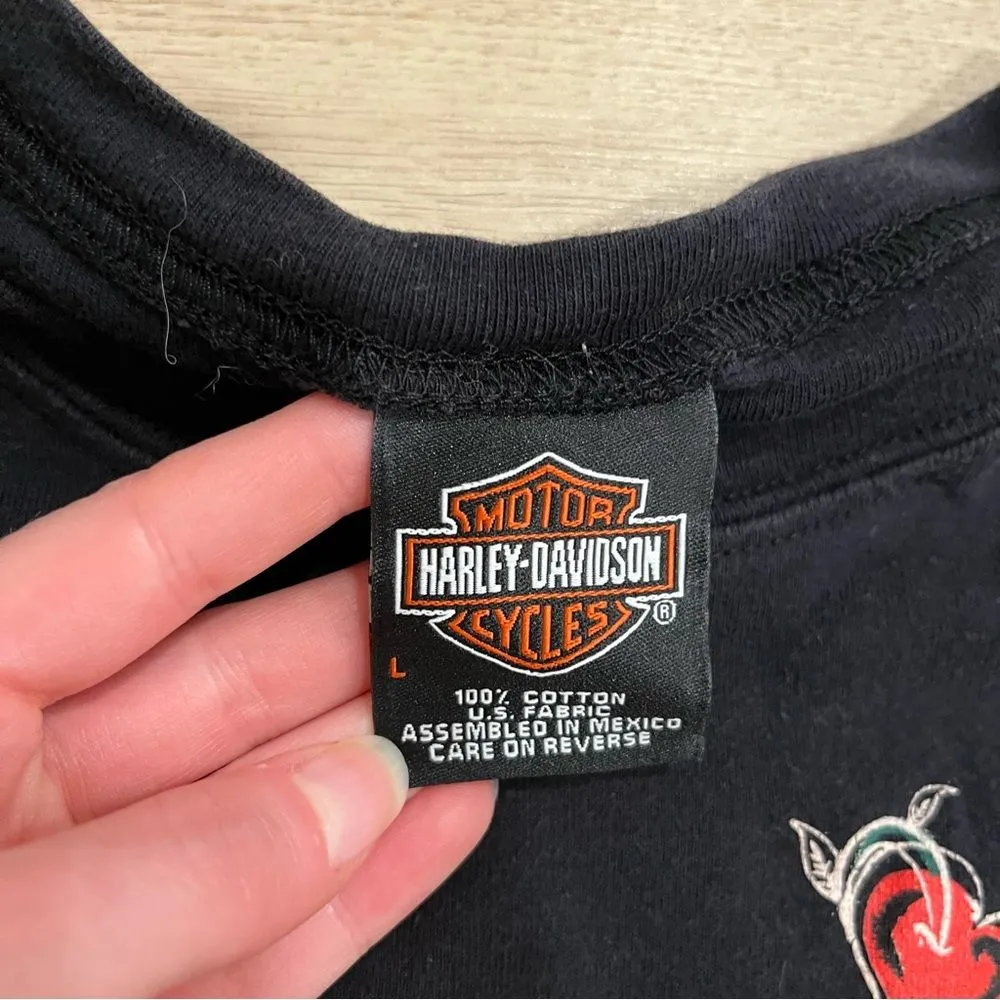 MOTOR
HARLEY-DAVIDSON
CYCLES
®
L
100% COTTON
U.S. FABRIC
ASSEMBLED IN MEXICO
CARE ON REVERSE